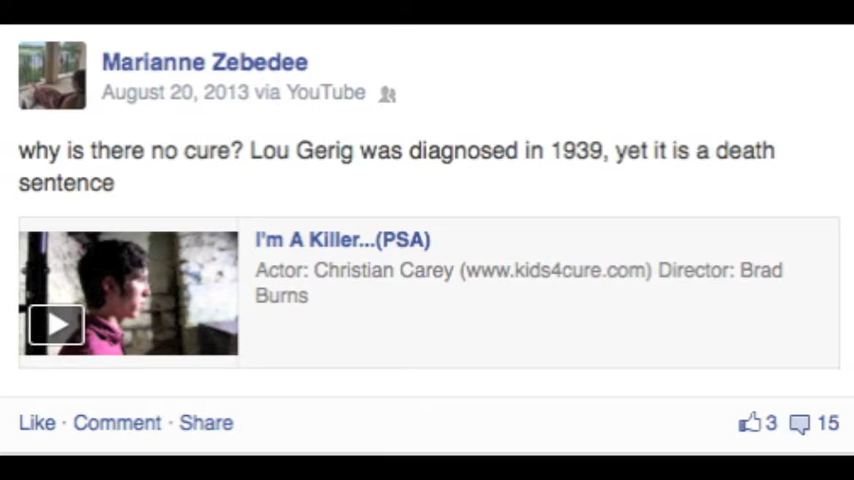 Marianne Zebedee
August 20, 2013 via YouTube
why is there no cure? Lou Gerig was diagnosed in 1939, yet it is a death
sentence
I'm A Killer...(PSA)
Actor: Christian Carey (www.kids4cure.com) Director: Brad
Burns
Like · Comment · Share 3 15